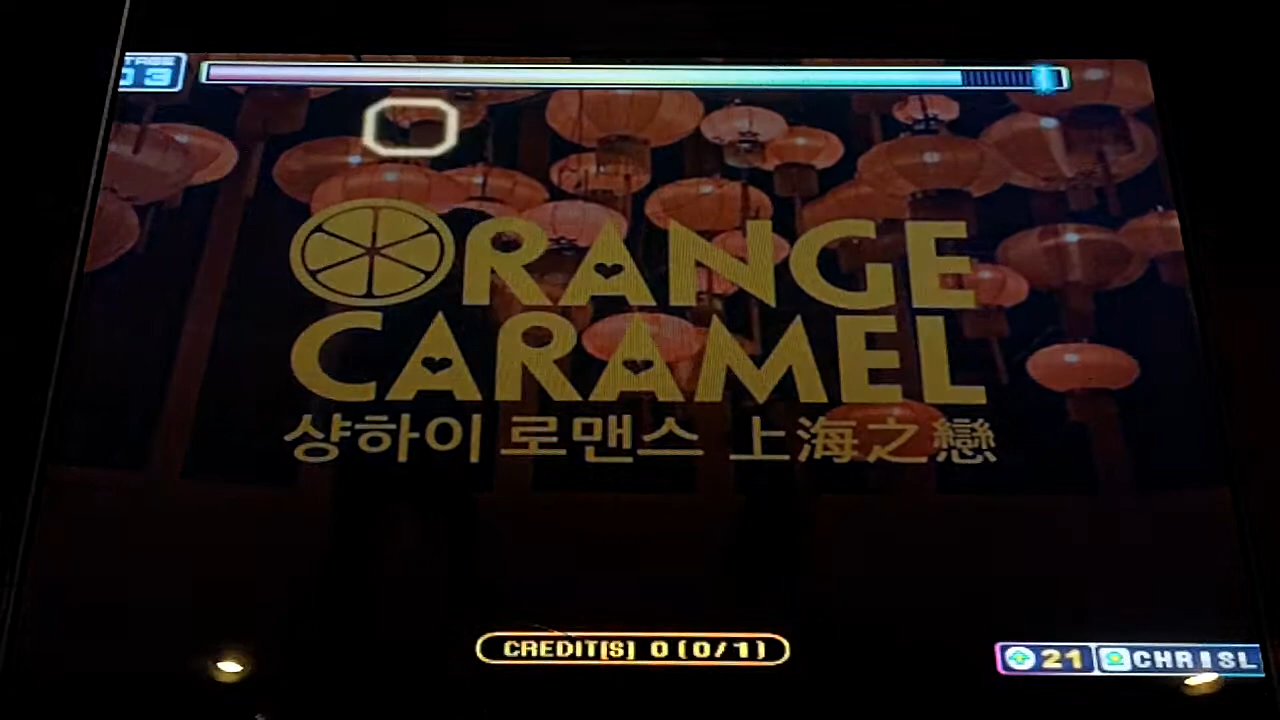 STAGE
03
ORANGE
CARAMEL
샹하이 로맨스 上海之戀
CREDIT[S] 0(0/1)
21 CHRISL